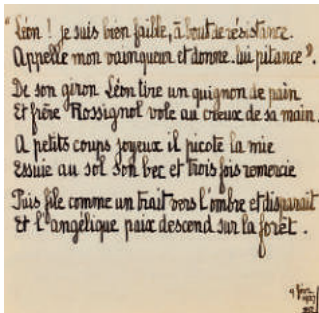 "Léon ! je suis bien faible, à bout de résistance.
Appelle mon vainqueur et donne-lui pitance".
De son giron Léon tire un quignon de pain
Et frère Rossignol vole au creux de sa main.
A petits coups joyeux il picote la mie
Essuie au sol son bec et trois fois remercie
Puis file comme un trait vers l'ombre et disparait
Et l'angélique paix descend sur la forêt.